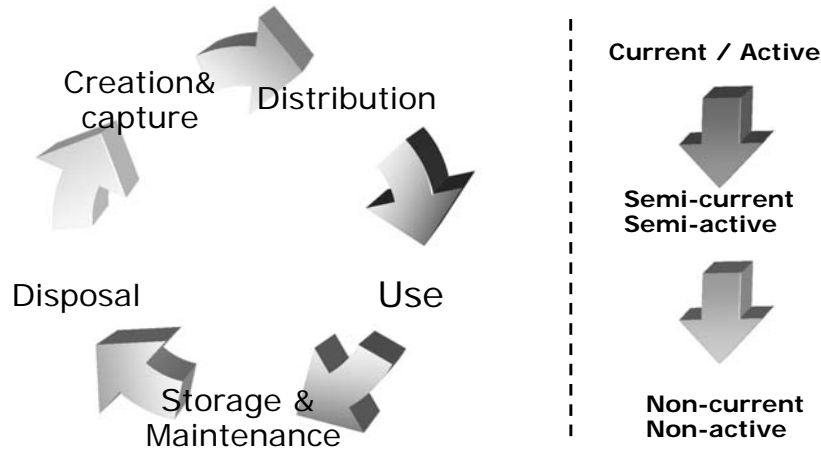 Creation&
capture
Distribution
Use
Storage &
Maintenance
Disposal
Current / Active
Semi-current
Semi-active
Non-current
Non-active